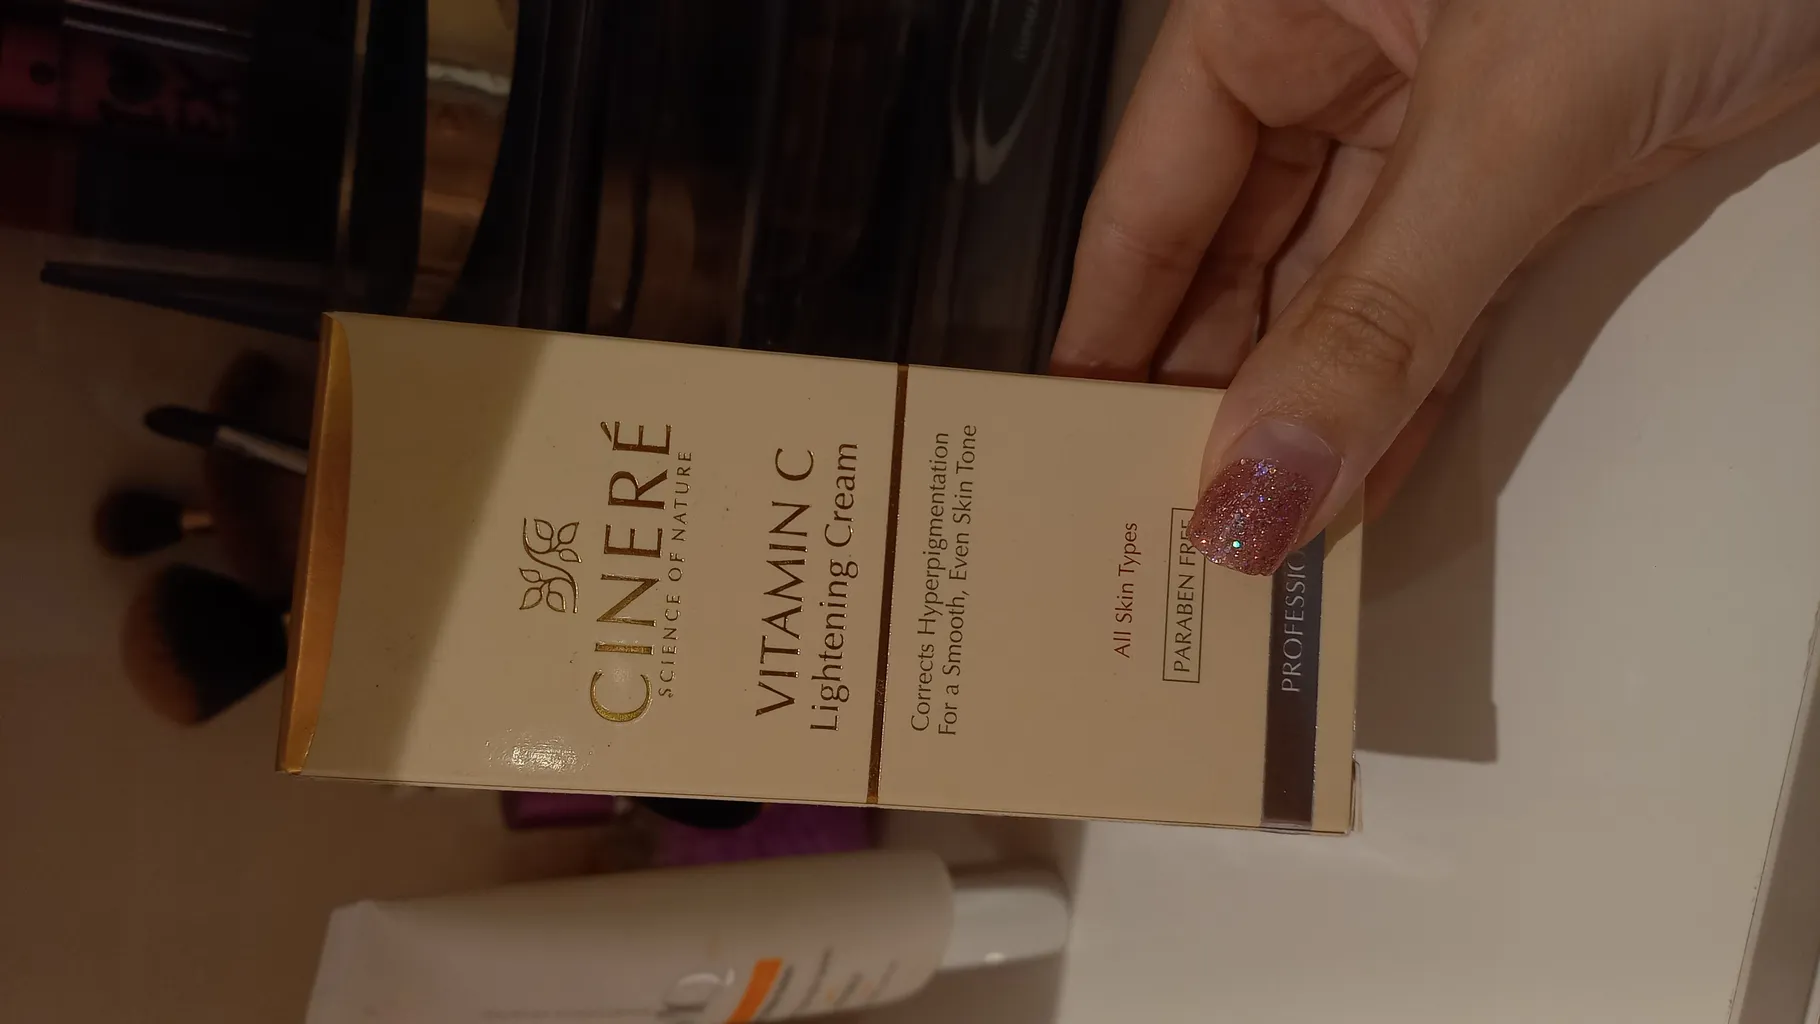 CINERÉ
SCIENCE OF NATURE
VITAMIN C
Lightening Cream
Corrects Hyperpigmentation
For a Smooth, Even Skin Tone
All Skin Types
PARABEN FREE